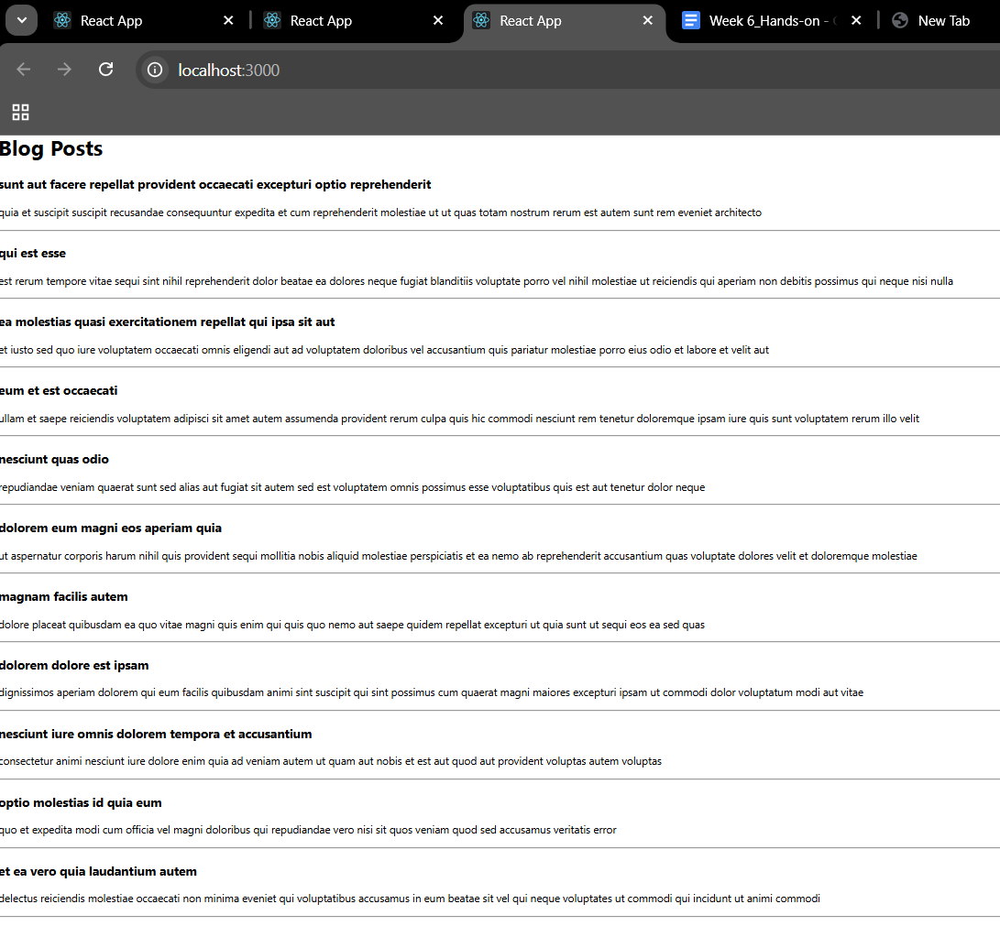 React App
React App
React App
Week 6_Hands-on -
New Tab
localhost:3000
Blog Posts
sunt aut facere repellat provident occaecati excepturi optio reprehenderit
quia et suscipit suscipit recusandae consequuntur expedita et cum reprehenderit molestiae ut ut quas totam nostrum rerum est autem sunt rem eveniet architecto
qui est esse
est rerum tempore vitae sequi sint nihil reprehenderit dolor beatae ea dolores neque fugiat blanditiis voluptate porro vel nihil molestiae ut reiciendis qui aperiam non debitis possimus qui neque nisi nulla
ea molestias quasi exercitationem repellat qui ipsa sit aut
et iusto sed quo iure voluptatem occaecati omnis eligendi aut ad voluptatem doloribus vel accusantium quis pariatur molestiae porro eius odio et labore et velit aut
eum et est occaecati
ullam et saepe reiciendis voluptatem adipisci sit amet autem assumenda provident rerum culpa quis hic commodi nesciunt rem tenetur doloremque ipsam iure quis sunt voluptatem rerum illo velit
nesciunt quas odio
repudiandae veniam quaerat sunt sed alias aut fugiat sit autem sed est voluptatem omnis possimus esse voluptatibus quis est aut tenetur dolor neque
dolorem eum magni eos aperiam quia
ut aspernatur corporis harum nihil quis provident sequi mollitia nobis aliquid molestiae perspiciatis et ea nemo ab reprehenderit accusantium quas voluptate dolores velit et doloremque molestiae
magnam facilis autem
dolore placeat quibusdam ea quo vitae magni quis enim qui quis quo nemo aut saepe quidem repellat excepturi ut quia sunt ut sequi eos ea sed quas
dolorem dolore est ipsam
dignissimos aperiam dolorem qui eum facilis quibusdam animi sint suscipit qui sint possimus cum quaerat magni maiores excepturi ipsam ut commodi dolor voluptatum modi aut vitae
nesciunt iure omnis dolorem tempora et accusantium
consectetur animi nesciunt iure dolore enim quia ad veniam autem ut quam aut nobis et est aut quod aut provident voluptas autem voluptas
optio molestias id quia eum
quo et expedita modi cum officia vel magni doloribus qui repudiandae vero nisi sit quos veniam quod sed accusamus veritatis error
et ea vero quia laudantium autem
delectus reiciendis molestiae occaecati non minima eveniet qui voluptatibus accusamus in eum beatae sit vel qui neque voluptates ut commodi qui incidunt ut animi commodi